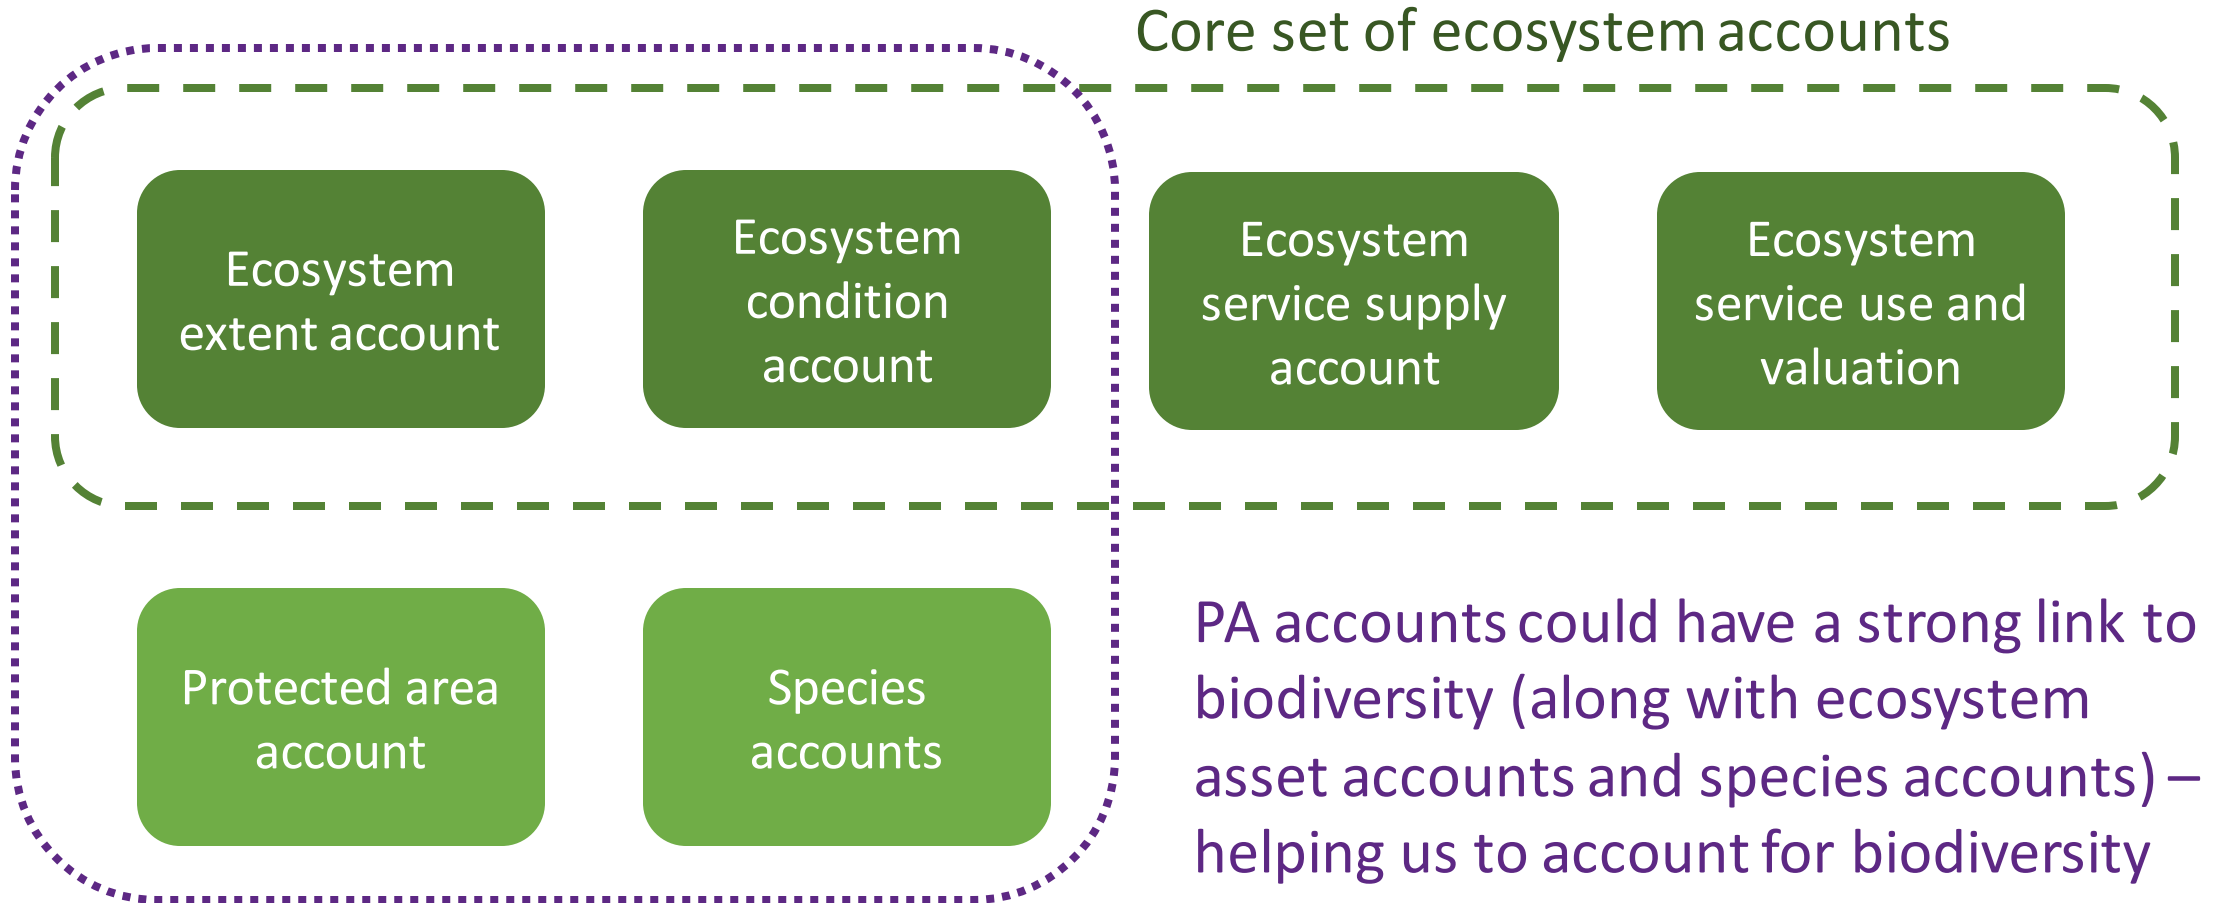 Core set of ecosystem accounts
Ecosystem
extent account
Ecosystem
condition
account
Ecosystem
service supply
account
Ecosystem
service use and
valuation
Protected area
account
Species
accounts
PA accounts could have a strong link to
biodiversity (along with ecosystem
asset accounts and species accounts) –
helping us to account for biodiversity